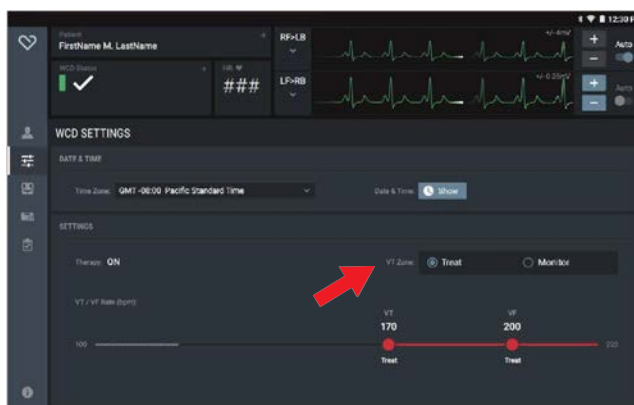 12:30 P
Patient
FirstName M. LastName
RF>LB
+/-4mV
Auto
WCD Status
HR
###
LF>RB
+/- 0.25mV
Auto
WCD SETTINGS
DATE & TIME
Time Zone: GMT -08:00 Pacific Standard Time
Date & Time: Show
SETTINGS
Therapy: ON
VT Zone: Treat Monitor
VT / VF Rate (bpm):
VT VF
170 200
100
220
Treat Treat